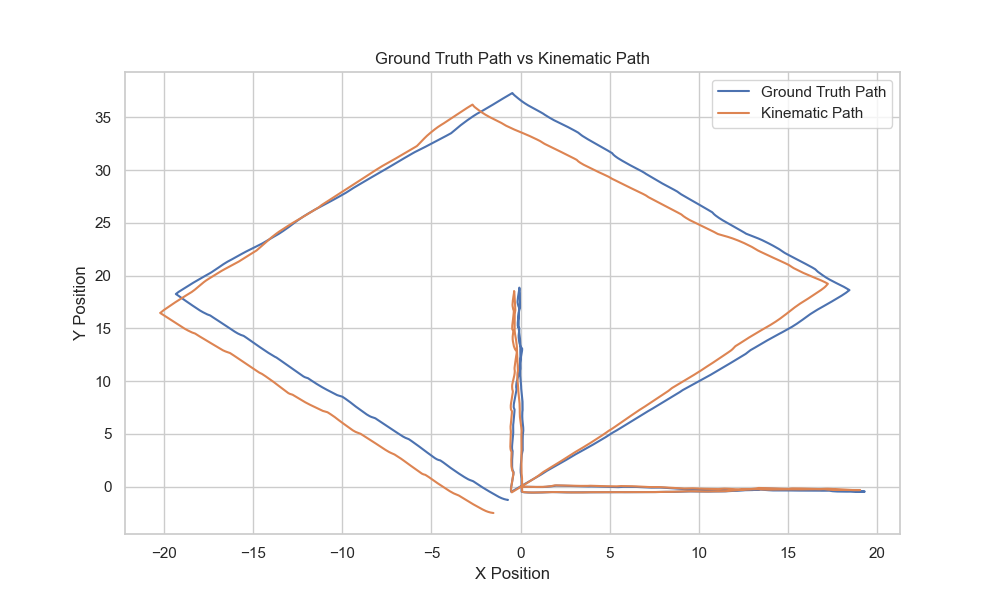 Ground Truth Path vs Kinematic Path
Ground Truth Path
Kinematic Path
35
30
25
20
15
10
5
0
Y Position
−20 −15 −10 −5 0 5 10 15 20
X Position